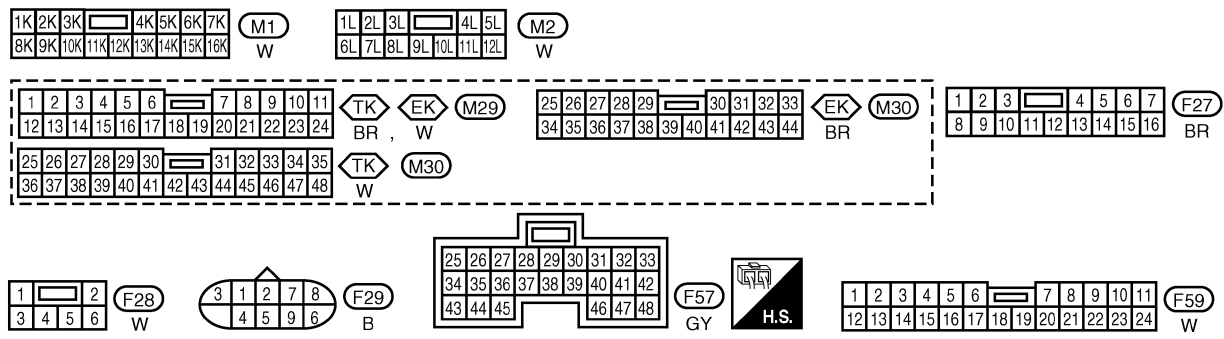 1K 2K 3K 4K 5K 6K 7K
8K 9K 10K 11K 12K 13K 14K 15K 16K
M1
W
1L 2L 3L 4L 5L
6L 7L 8L 9L 10L 11L 12L
M2
W
1 2 3 4 5 6 7 8 9 10 11
12 13 14 15 16 17 18 19 20 21 22 23 24
TK EK M29
BR , W
25 26 27 28 29 30 31 32 33
34 35 36 37 38 39 40 41 42 43 44
EK M30
BR
1 2 3 4 5 6 7
8 9 10 11 12 13 14 15 16
F27
BR
25 26 27 28 29 30 31 32 33 34 35
36 37 38 39 40 41 42 43 44 45 46 47 48
TK M30
W
1 2
3 4 5 6
F28
W
3 1 2 7 8
4 5 9 6
F29
B
25 26 27 28 29 30 31 32 33
34 35 36 37 38 39 40 41 42
43 44 45 46 47 48
F57
GY
H.S.
1 2 3 4 5 6 7 8 9 10 11
12 13 14 15 16 17 18 19 20 21 22 23 24
F59
W